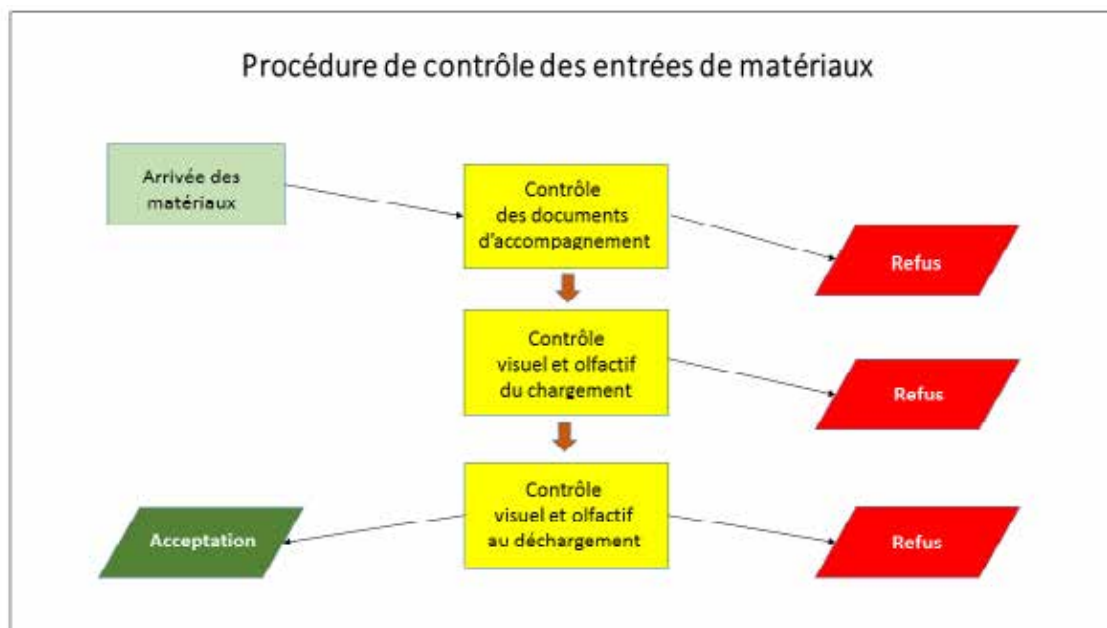 Procédure de contrôle des entrées de matériaux
Arrivée des
matériaux
Contrôle
des documents
d'accompagnement
Refus
Contrôle
visuel et olfactif
du chargement
Refus
Contrôle
visuel et olfactif
au déchargement
Acceptation
Refus